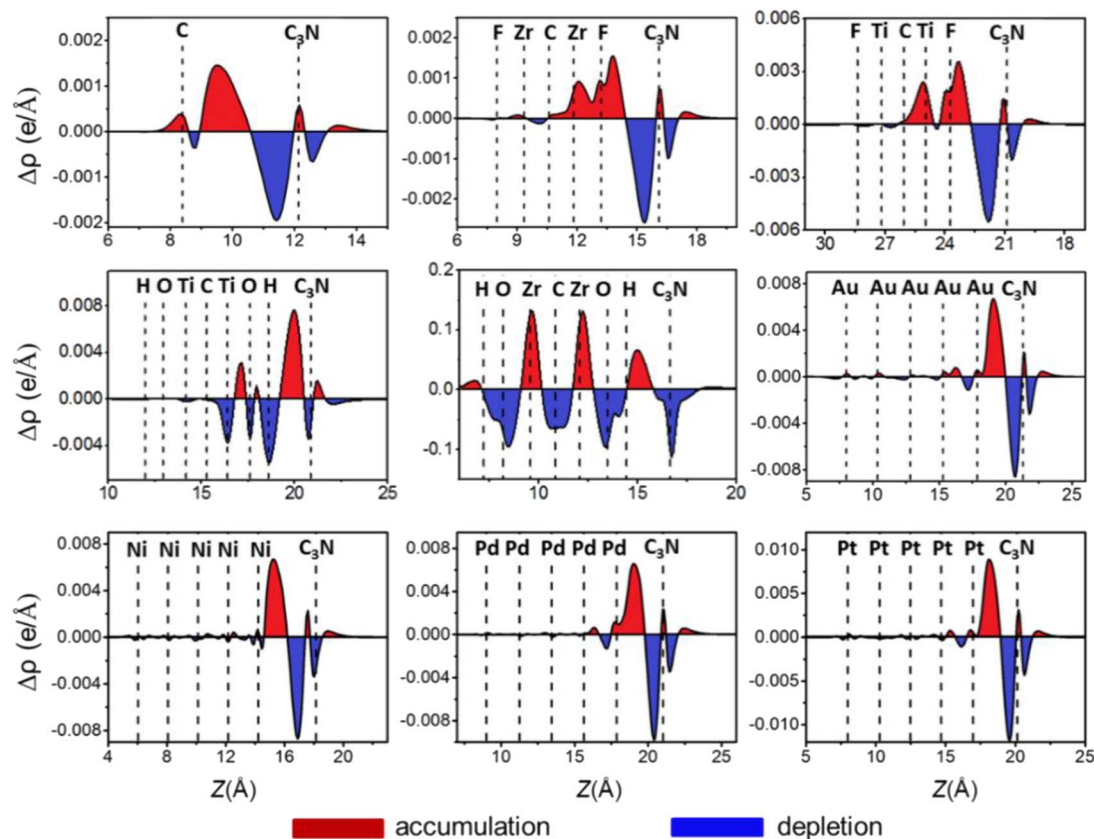 C C₃N
0.002
0.001
0.000
-0.001
-0.002
6 8 10 12 14
F Zr C Zr F C₃N
0.002
0.001
0.000
-0.001
-0.002
6 9 12 15 18
F Ti C Ti F C₃N
0.006
0.003
0.000
-0.003
-0.006
30 27 24 21 18
Δρ (e/Å)
H O Ti C Ti O H C₃N
0.008
0.004
0.000
-0.004
10 15 20 25
H O Zr C Zr O H C₃N
0.2
0.1
0.0
-0.1
10 15 20
Au Au Au Au Au C₃N
0.008
0.004
0.000
-0.004
-0.008
5 10 15 20 25
Δρ (e/Å)
Ni Ni Ni Ni Ni C₃N
0.008
0.004
0.000
-0.004
-0.008
4 8 12 16 20
Pd Pd Pd Pd Pd C₃N
0.008
0.004
0.000
-0.004
-0.008
10 15 20 25
Pt Pt Pt Pt Pt C₃N
0.010
0.005
0.000
-0.005
-0.010
5 10 15 20 25
Δρ (e/Å)
Z(Å) Z(Å) Z(Å)
accumulation depletion